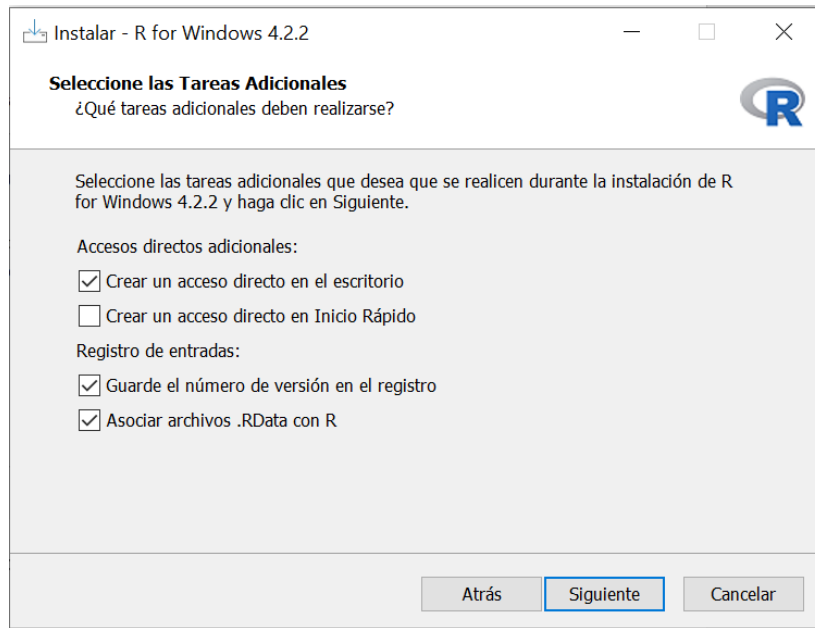 Instalar - R for Windows 4.2.2
Seleccione las Tareas Adicionales
¿Qué tareas adicionales deben realizarse?
R
Seleccione las tareas adicionales que desea que se realicen durante la instalación de R
for Windows 4.2.2 y haga clic en Siguiente.
Accesos directos adicionales:
Crear un acceso directo en el escritorio
Crear un acceso directo en Inicio Rápido
Registro de entradas:
Guarde el número de versión en el registro
Asociar archivos .RData con R
Atrás Siguiente Cancelar